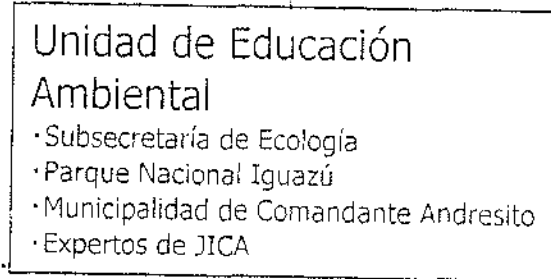 Unidad de Educación
Ambiental
·Subsecretaría de Ecología
·Parque Nacional Iguazú
·Municipalidad de Comandante Andresito
·Expertos de JICA